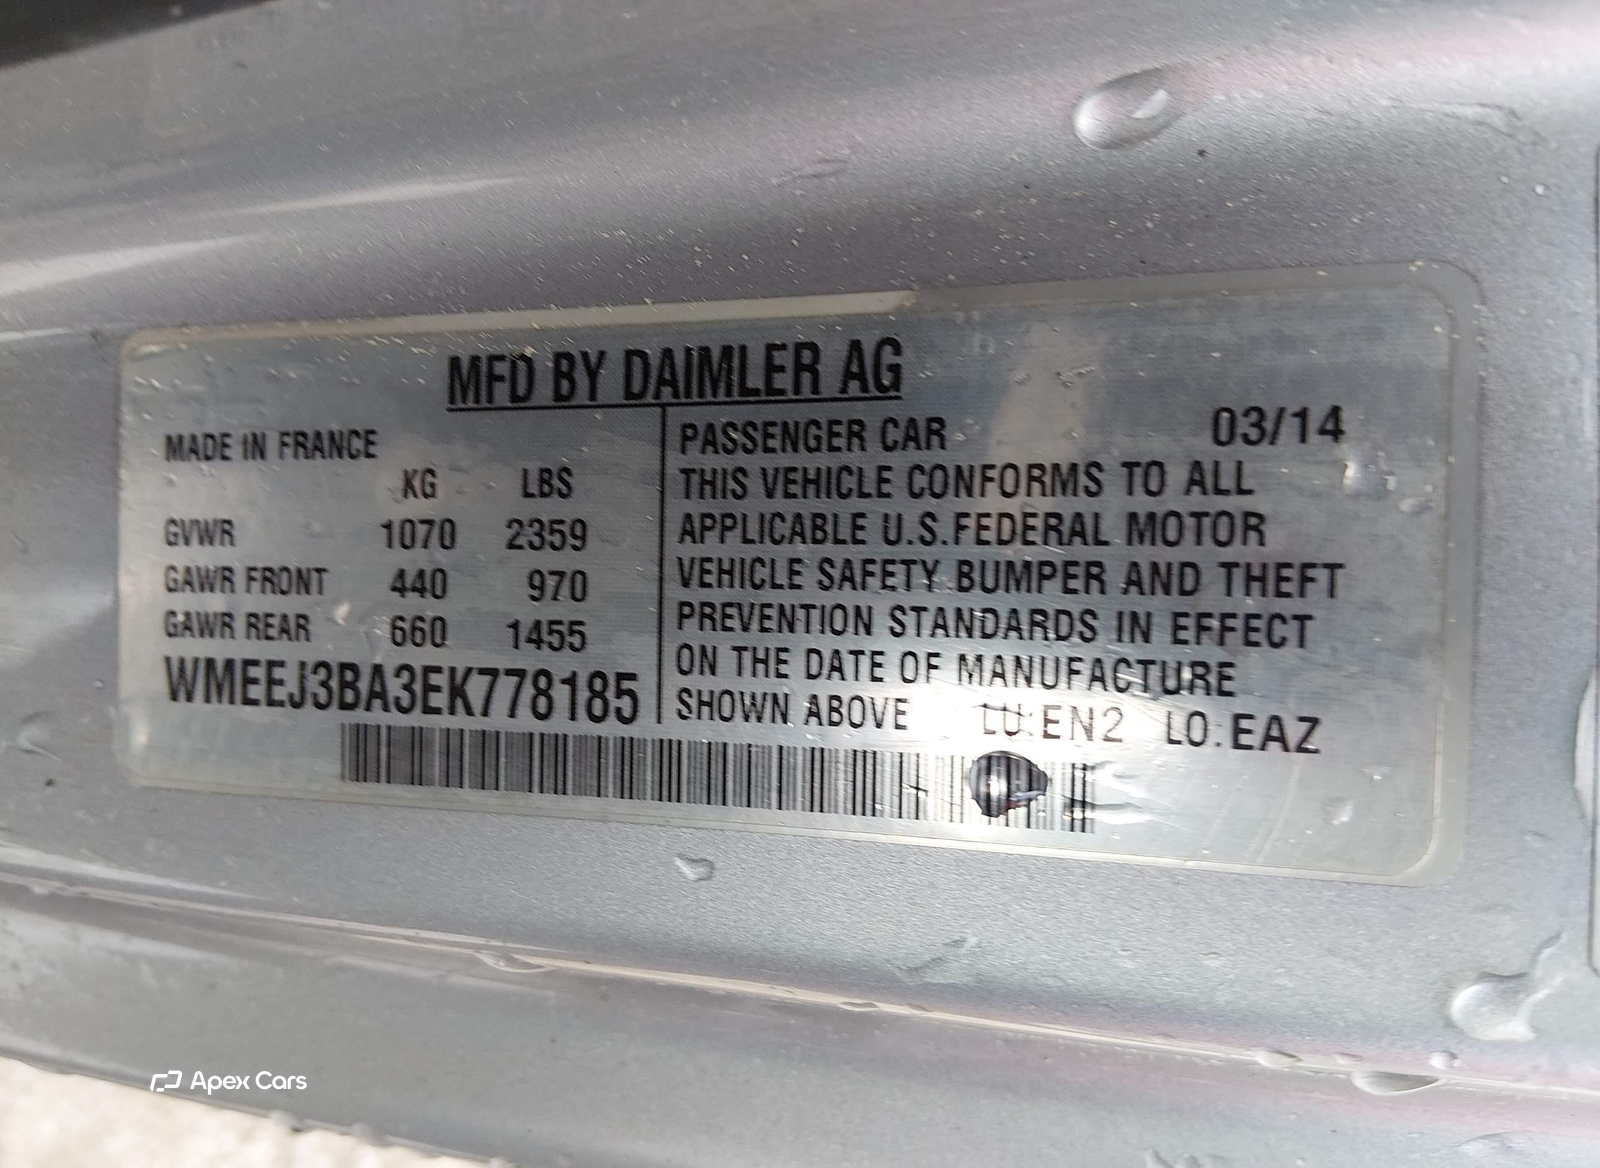 MFD BY DAIMLER AG
MADE IN FRANCE
KG LBS
GVWR 1070 2359
GAWR FRONT 440 970
GAWR REAR 660 1455
WMEEJ3BA3EK778185
PASSENGER CAR 03/14
THIS VEHICLE CONFORMS TO ALL
APPLICABLE U.S.FEDERAL MOTOR
VEHICLE SAFETY.BUMPER AND THEFT
PREVENTION STANDARDS IN EFFECT
ON THE DATE OF MANUFACTURE
SHOWN ABOVE LU:EN2 LO:EAZ
Apex Cars